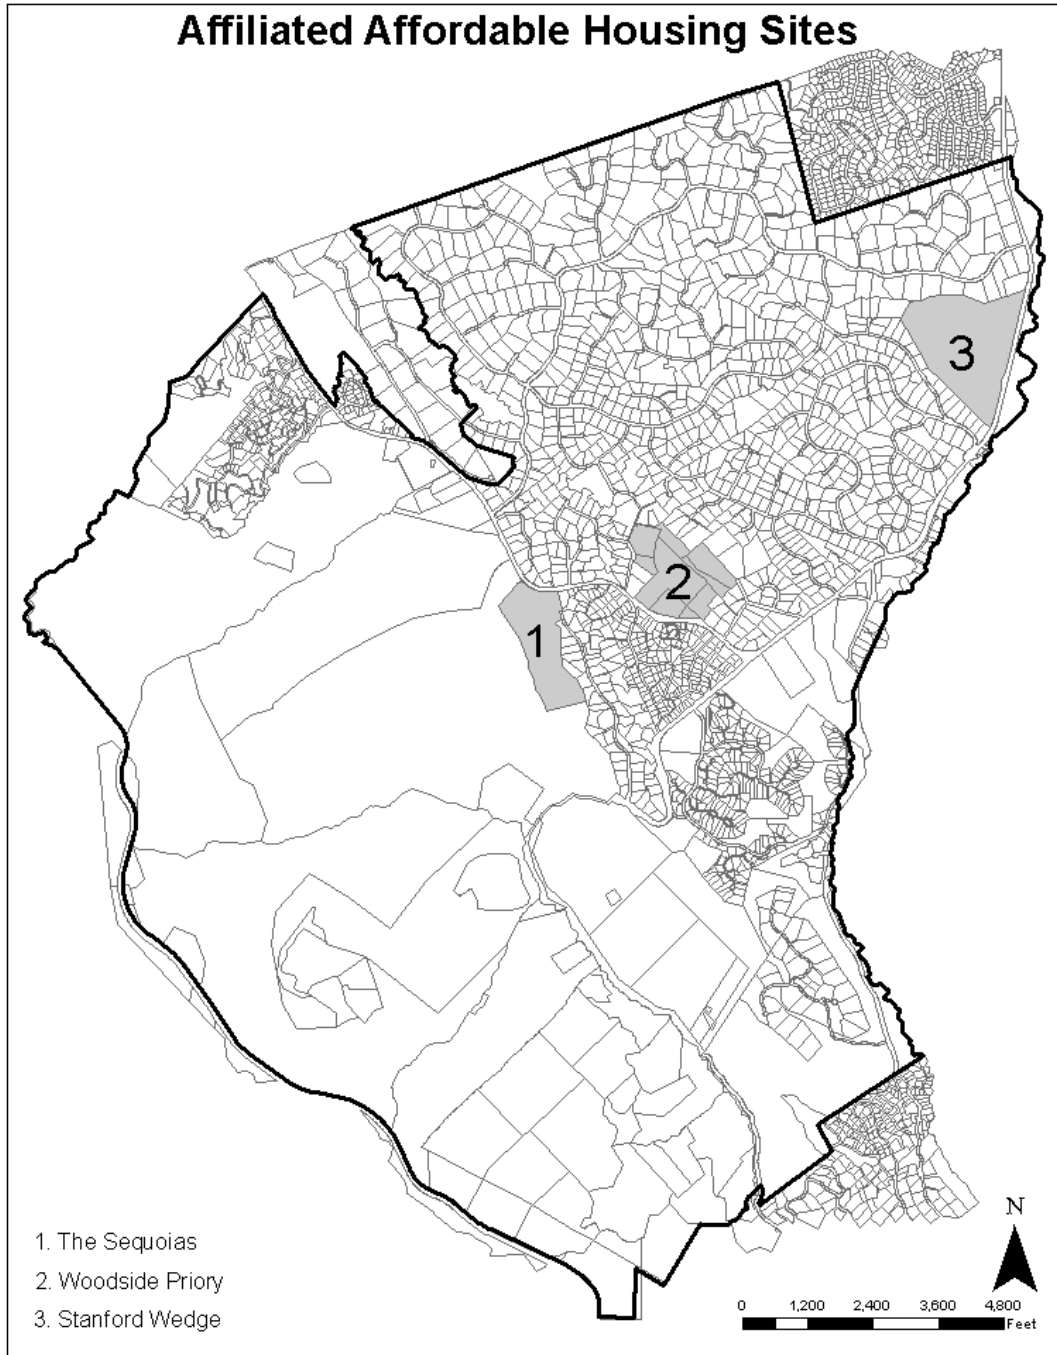 Affiliated Affordable Housing Sites
3
2
1
1. The Sequoias
2. Woodside Priory
3. Stanford Wedge
N
0 1,200 2,400 3,600 4,800
Feet